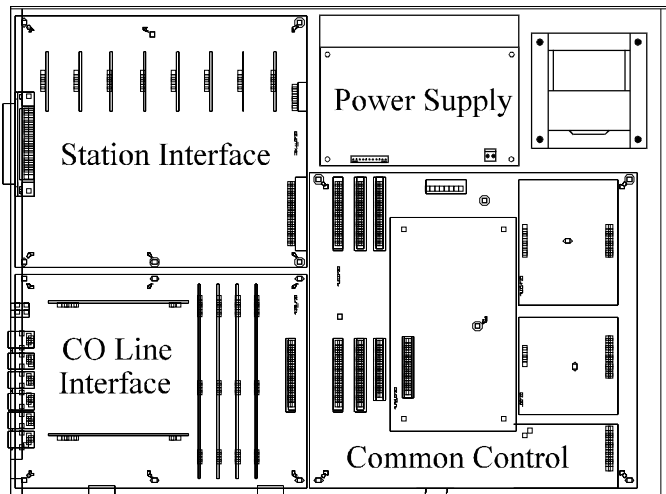 Power Supply
Station Interface
CO Line
Interface
Common Control